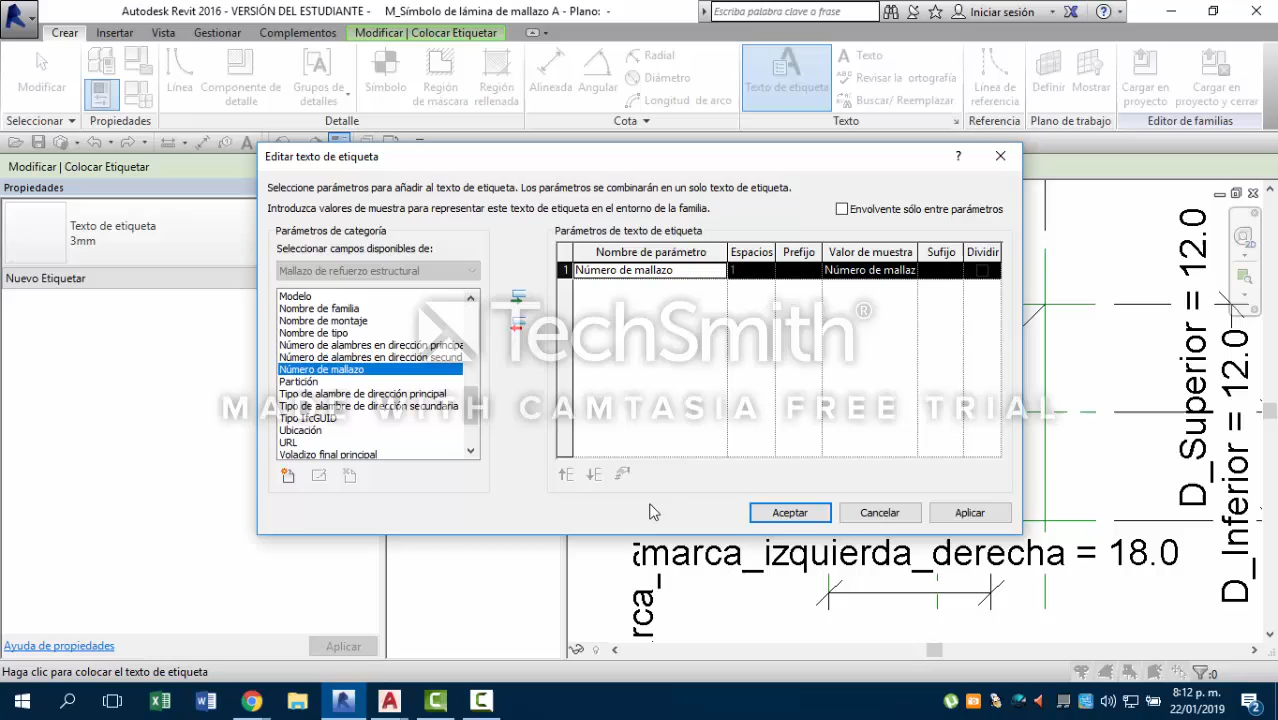 Autodesk Revit 2016 - VERSIÓN DEL ESTUDIANTE - M_Símbolo de lámina de mallazo A - Plano: -
Escriba palabra clave o frase
Iniciar sesión
Crear Insertar Vista Gestionar Complementos Modificar | Colocar Etiquetar
Modificar
Línea
Componente de detalle
Grupos de detalles
Símbolo
Región de máscara
Región rellenada
Alineada
Angular
Radial
Diámetro
Longitud de arco
Texto de etiqueta
Texto
Revisar la ortografía
Buscar/ Reemplazar
Línea de referencia
Definir
Mostrar
Cargar en proyecto
Cargar en proyecto y cerrar
Seleccionar Propiedades Detalle Cota Texto Referencia Plano de trabajo Editor de familias
Modificar | Colocar Etiquetar
Propiedades
Texto de etiqueta
3mm
Nuevo Etiquetar
Editar texto de etiqueta
Seleccione parámetros para añadir al texto de etiqueta. Los parámetros se combinarán en un solo texto de etiqueta.
Introduzca valores de muestra para representar este texto de etiqueta en el entorno de la familia.
Envolvente sólo entre parámetros
Parámetros de categoría
Seleccionar campos disponibles de:
Mallazo de refuerzo estructural
Modelo
Nombre de familia
Nombre de montaje
Nombre de tipo
Número de alambres en dirección principa
Número de alambres en dirección secund
Número de mallazo
Partición
Tipo de alambre de dirección principal
Tipo de alambre de dirección secundaria
Tipo IfcGUID
Ubicación
URL
Voladizo final principal
Parámetros de texto de etiqueta
Nombre de parámetro Espacios Prefijo Valor de muestra Sufijo Dividir
1 Número de mallazo 1 Número de mallaz
Aceptar Cancelar Aplicar
TechSmith®
MADE WITH CAMTASIA FREE TRIAL
D_Superior = 12.0
D_Inferior = 12.0
marca_izquierda_derecha = 18.0
Ayuda de propiedades
Aplicar
Haga clic para colocar el texto de etiqueta
:0
8:12 p. m.
22/01/2019
2